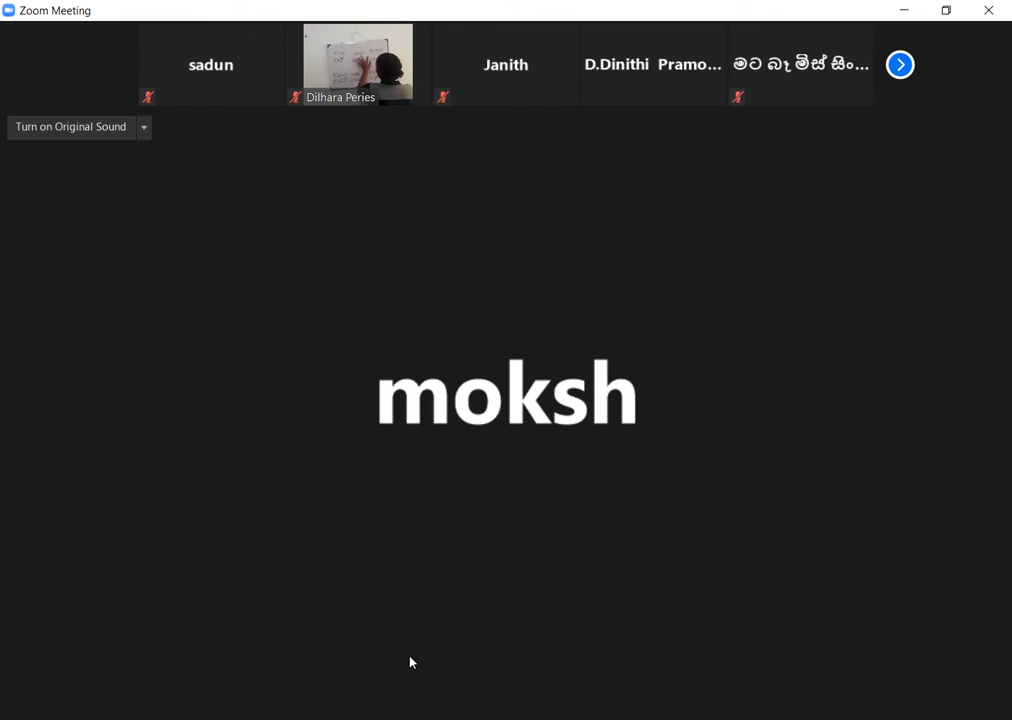 Zoom Meeting
sadun
Dilhara Peries
Janith
D.Dinithi Pramo...
මට බෑ මිස් සිං...
Turn on Original Sound
moksh